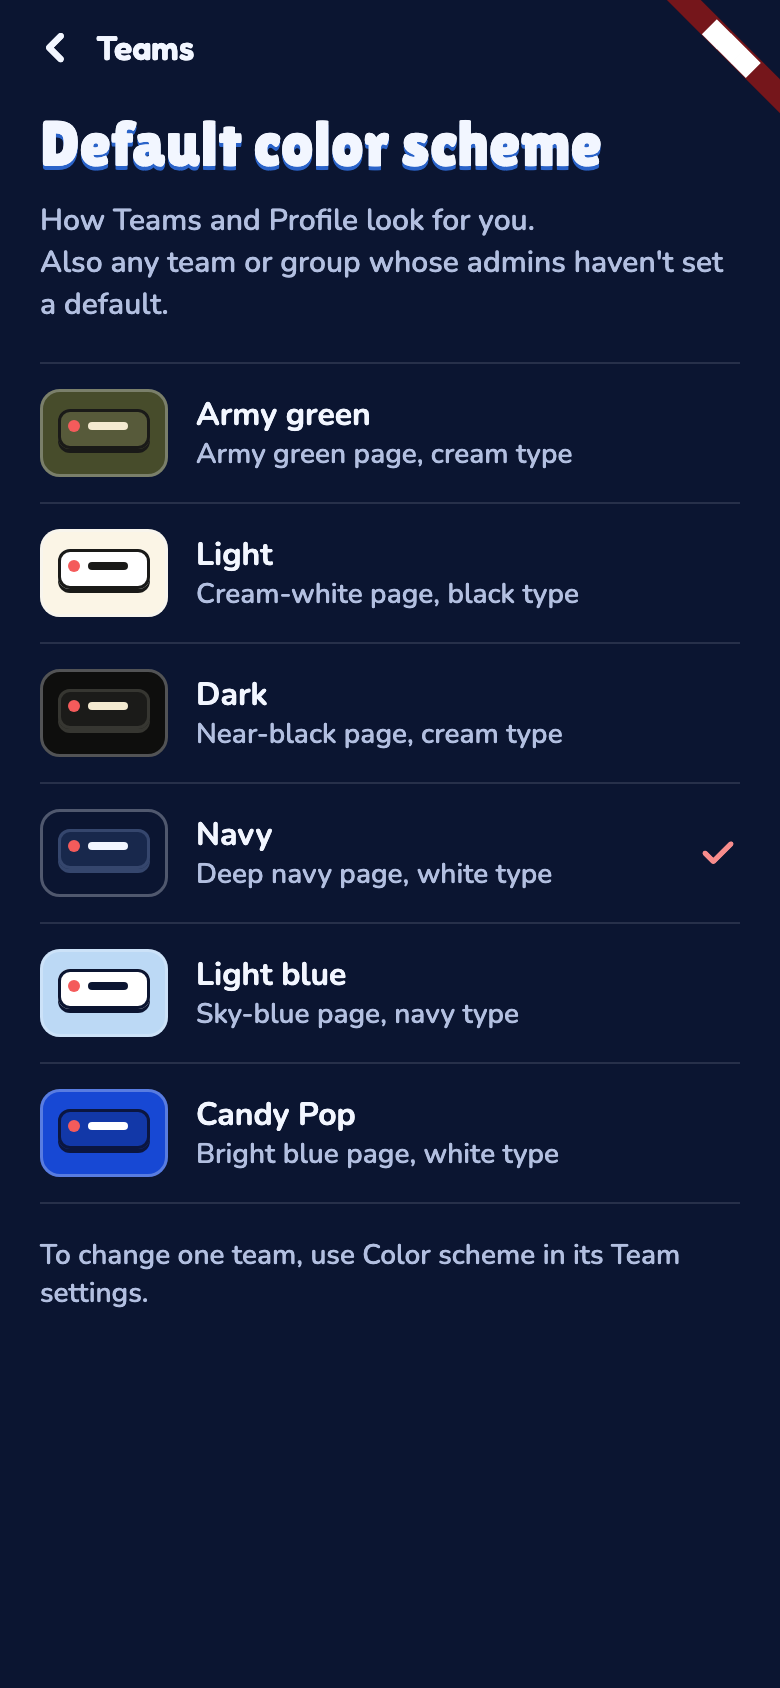 Teams
Default color scheme
How Teams and Profile look for you.
Also any team or group whose admins haven't set
a default.
Army green
Army green page, cream type
Light
Cream-white page, black type
Dark
Near-black page, cream type
Navy
Deep navy page, white type
Light blue
Sky-blue page, navy type
Candy Pop
Bright blue page, white type
To change one team, use Color scheme in its Team
settings.